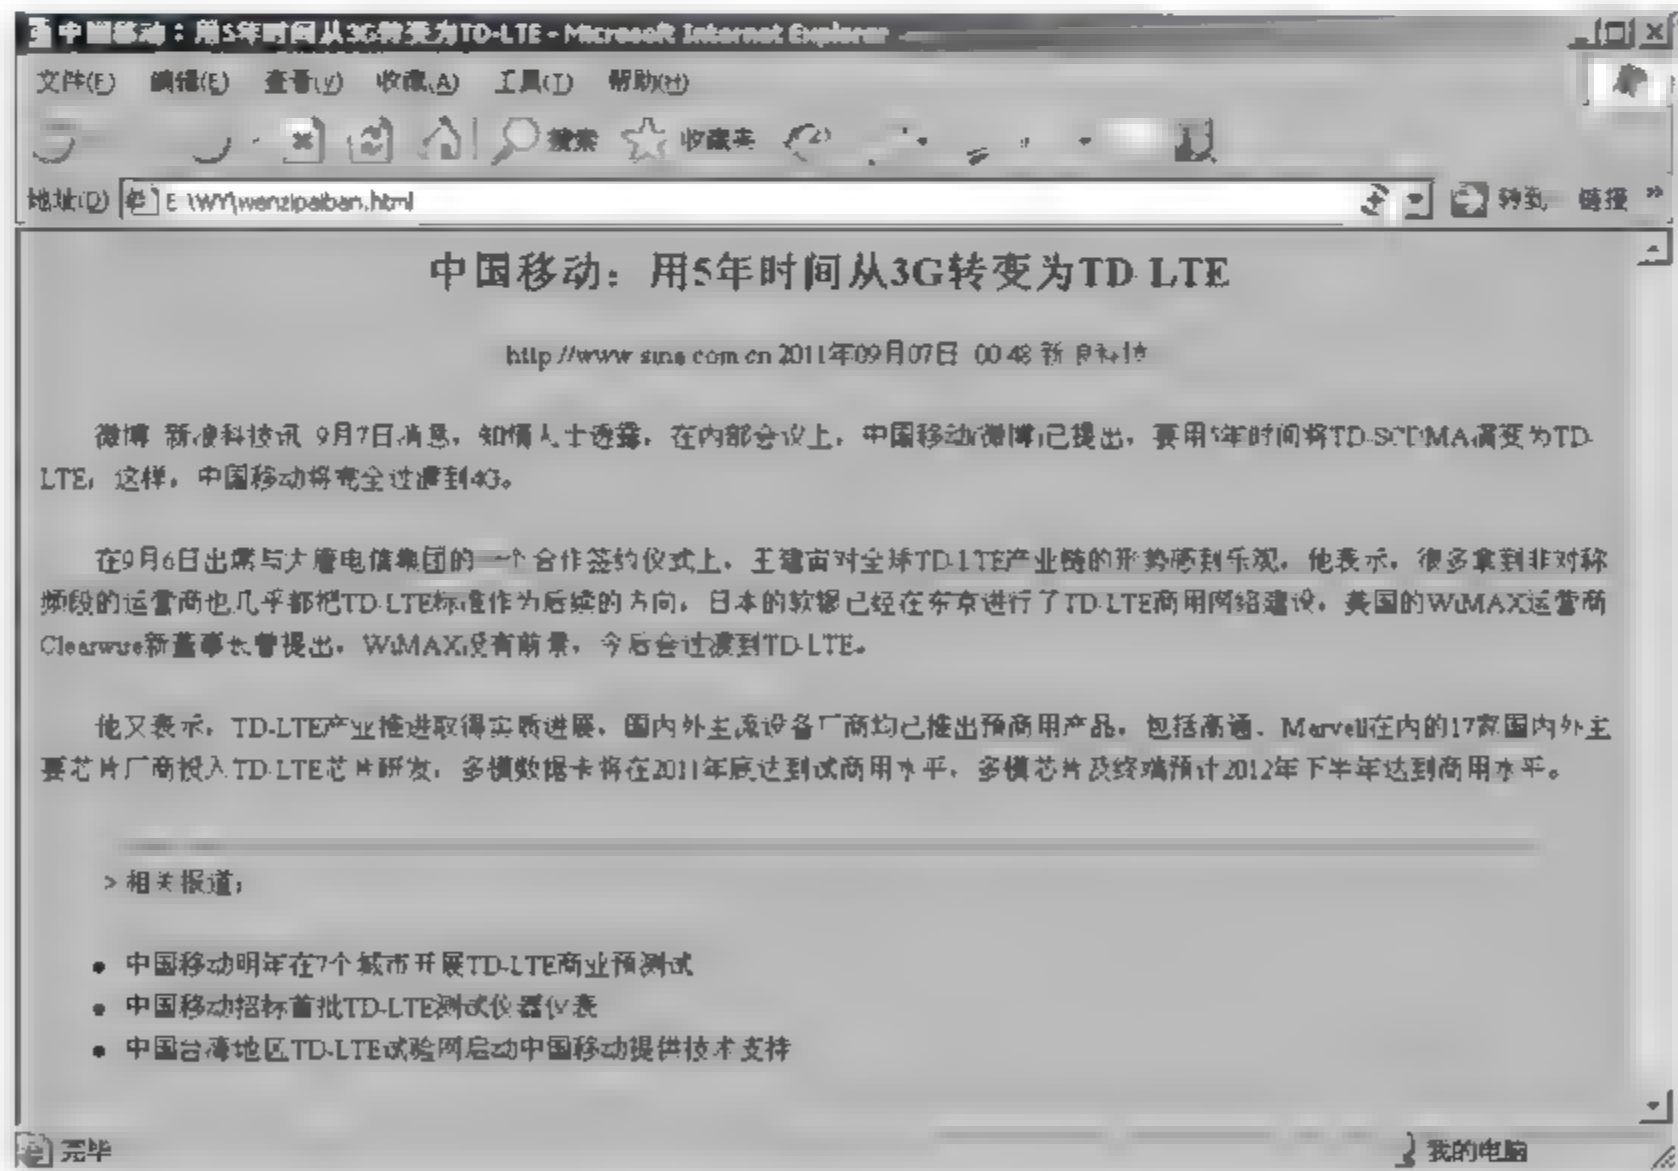 中国移动：用5年时间从3G转变为TD-LTE - Microsoft Internet Explorer
文件(F) 编辑(E) 查看(V) 收藏(A) 工具(T) 帮助(H)
搜索 收藏夹
地址(D) E:\WY\wenzipaiban.html 转到 链接 »
中国移动：用5年时间从3G转变为TD-LTE
http://www.sina.com.cn 2011年09月07日 00:48 新浪科技
微博 新浪科技讯 9月7日消息，知情人士透露，在内部会议上，中国移动(微博)已提出，要用5年时间将TD-SCDMA演变为TD-
LTE，这样，中国移动将完全过渡到4G。
在9月6日出席与大唐电信集团的一个合作签约仪式上，王建宙对全球TD-LTE产业链的形势感到乐观，他表示，很多拿到非对称
频段的运营商也几乎都把TD-LTE标准作为后续的方向，日本的软银已经在东京进行了TD-LTE商用网络建设，美国的WiMAX运营商
Clearwire新董事长曾提出，WiMAX没有前景，今后会过渡到TD-LTE。
他又表示，TD-LTE产业推进取得实质进展，国内外主流设备厂商均已推出预商用产品，包括高通、Marvell在内的17家国内外主
要芯片厂商投入TD-LTE芯片研发，多模数据卡将在2011年底达到试商用水平，多模芯片及终端预计2012年下半年达到商用水平。
> 相关报道：
• 中国移动明年在7个城市开展TD-LTE商业预测试
• 中国移动招标首批TD-LTE测试仪器仪表
• 中国台湾地区TD-LTE试验网启动中国移动提供技术支持
完毕 我的电脑